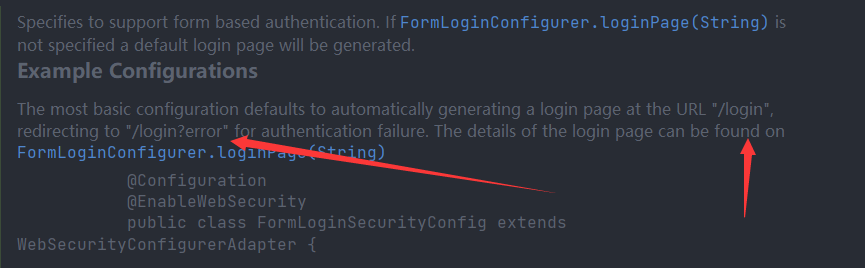 Specifies to support form based authentication. If FormLoginConfigurer.loginPage(String) is
not specified a default login page will be generated.
Example Configurations
The most basic configuration defaults to automatically generating a login page at the URL "/login",
redirecting to "/login?error" for authentication failure. The details of the login page can be found on
FormLoginConfigurer.loginPage(String)
@Configuration
@EnableWebSecurity
public class FormLoginSecurityConfig extends
WebSecurityConfigurerAdapter {